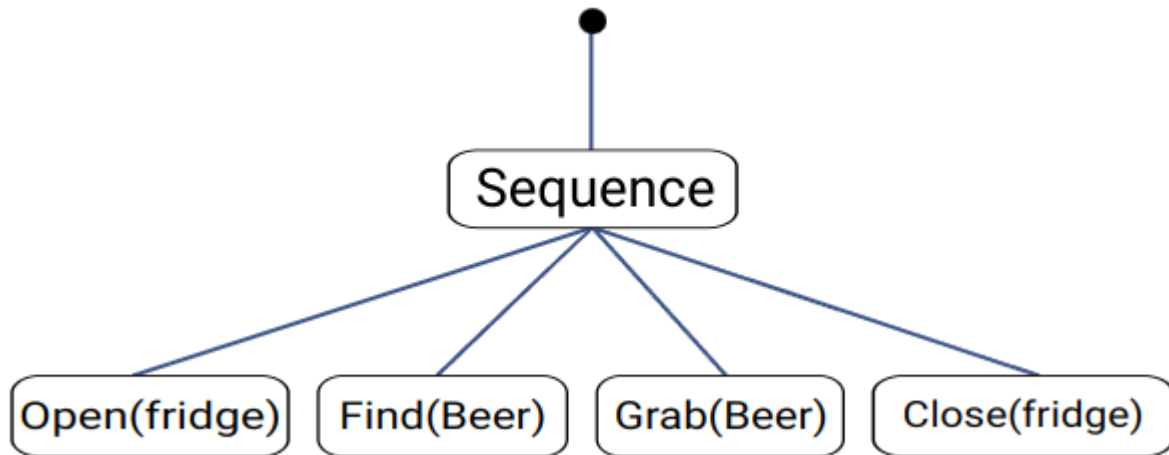 Sequence
Open(fridge)
Find(Beer)
Grab(Beer)
Close(fridge)